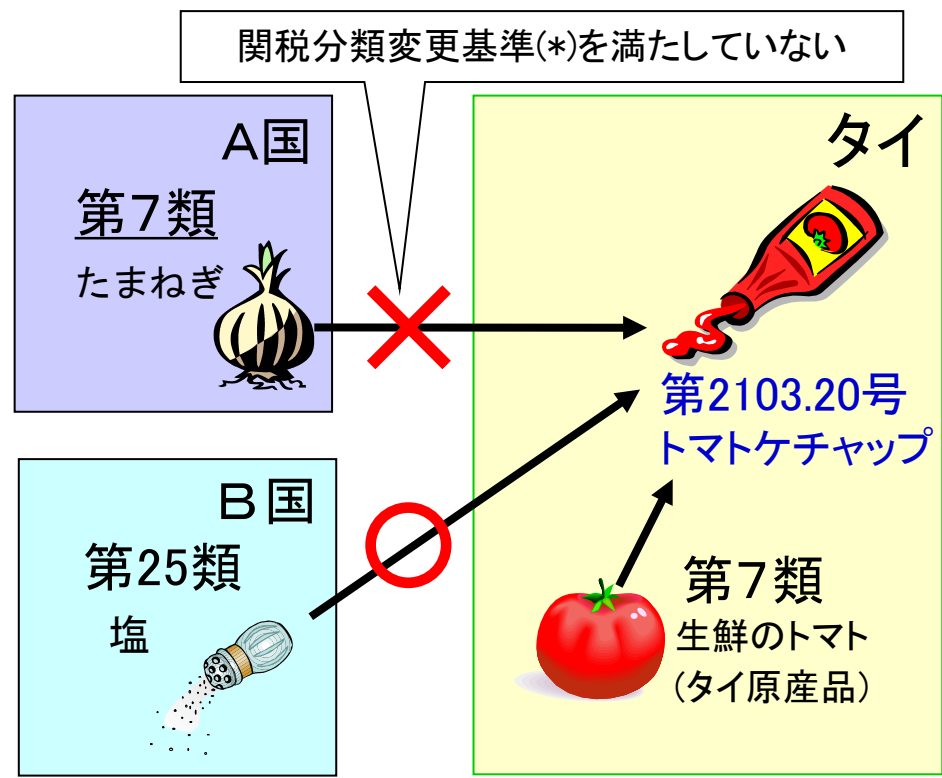 関税分類変更基準(*)を満たしていない
A国
第7類
たまねぎ
タイ
第2103.20号
トマトケチャップ
B国
第25類
塩
第7類
生鮮のトマト
(タイ原産品)